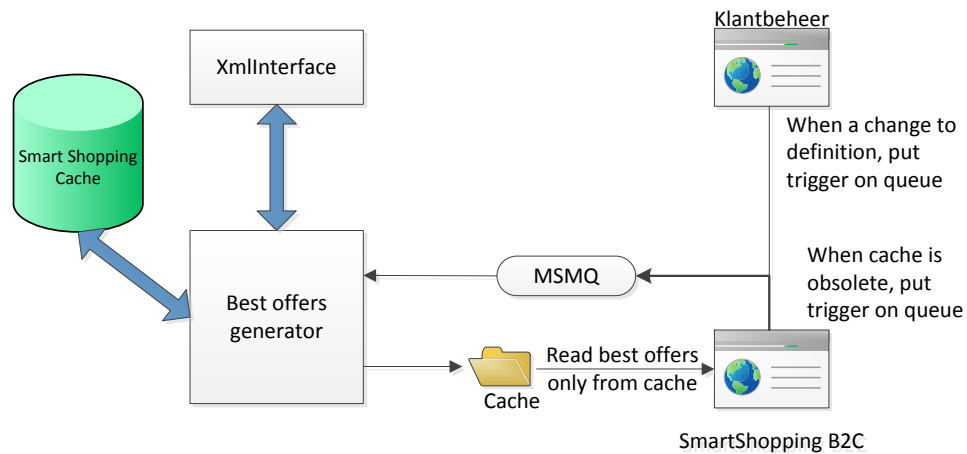 Klantbeheer
XmlInterface
Smart Shopping
Cache
When a change to
definition, put
trigger on queue
When cache is
obsolete, put
trigger on queue
MSMQ
Best offers
generator
Read best offers
only from cache
Cache
SmartShopping B2C